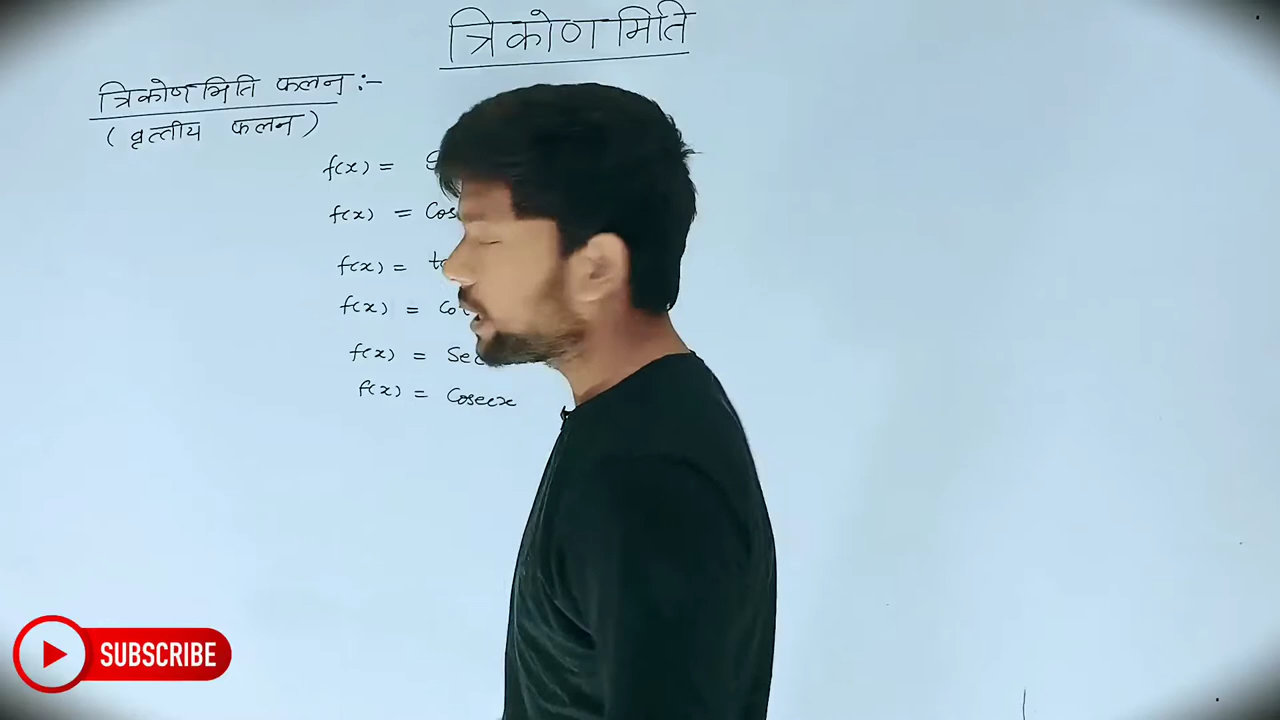 त्रिकोणमिति
त्रिकोणमिति फलन :-
( वृत्तीय फलन )
f(x) =
f(x) = Cos
f(x) =
f(x) =
f(x) = Sec
f(x) = Cosecx
SUBSCRIBE